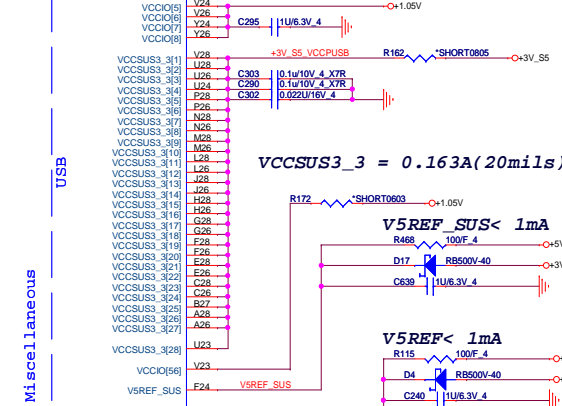 VCCIO[5] V24 +1.05V
VCCIO[6] V26
VCCIO[7] Y24 C295 1U/6.3V_4
VCCIO[8] Y26
VCCSUS3_3[1] V28 +3V_S5_VCCPUSB R162 *SHORT0805 +3V_S5
VCCSUS3_3[2] U28
VCCSUS3_3[3] U26 C303 0.1u/10V_4_X7R
VCCSUS3_3[4] U24 C290 0.1u/10V_4_X7R
VCCSUS3_3[5] P28 C302 0.022U/16V_4
VCCSUS3_3[6] P26
VCCSUS3_3[7] N28
VCCSUS3_3[8] N26
VCCSUS3_3[9] M28
VCCSUS3_3[10] M26
VCCSUS3_3[11] L28
VCCSUS3_3[12] L26
VCCSUS3_3[13] J28
VCCSUS3_3[14] J26
VCCSUS3_3[15] H28
VCCSUS3_3[16] H26
VCCSUS3_3[17] G28
VCCSUS3_3[18] G26
VCCSUS3_3[19] F28
VCCSUS3_3[20] F26
VCCSUS3_3[21] E28
VCCSUS3_3[22] E26
VCCSUS3_3[23] C28
VCCSUS3_3[24] C26
VCCSUS3_3[25] B27
VCCSUS3_3[26] A28
VCCSUS3_3[27] A26
VCCSUS3_3[28] U23
VCCIO[56] V23
V5REF_SUS F24 V5REF_SUS
USB
Miscellaneous
VCCSUS3_3 = 0.163A(20mils)
R172 *SHORT0603 +1.05V
V5REF_SUS< 1mA
R468 100/F_4 +5V
D17 RB500V-40 +3V
C639 1U/6.3V_4
V5REF< 1mA
R115 100/F_4
D4 RB500V-40
C240 1U/6.3V_4